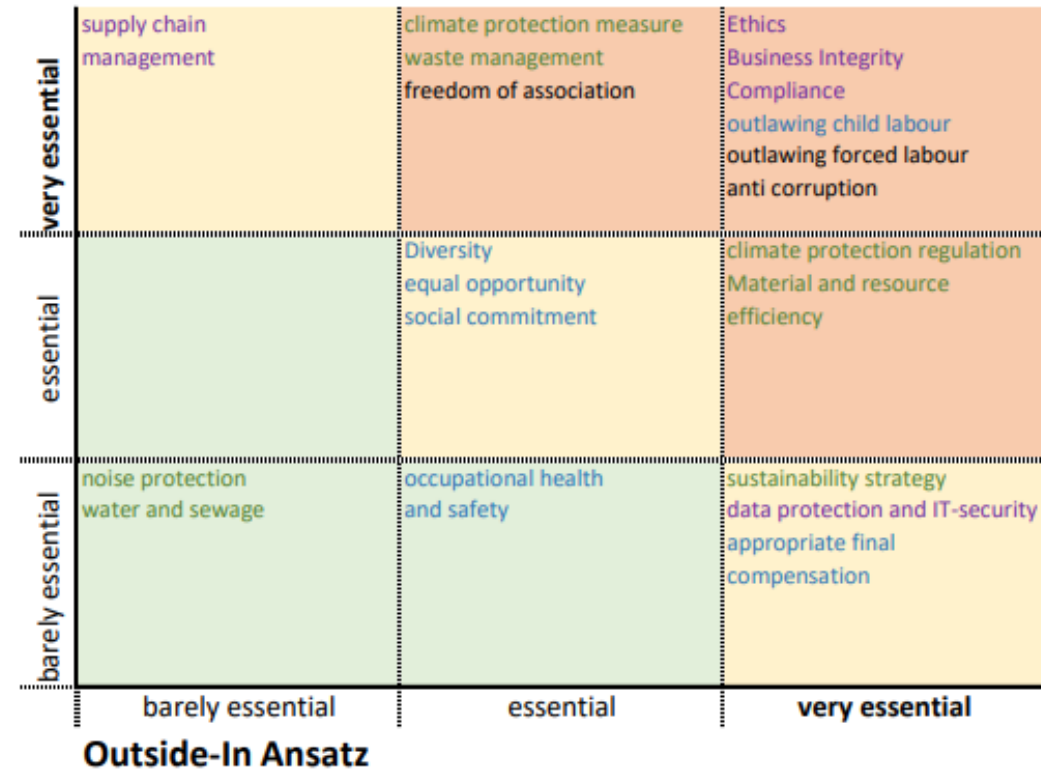 very essential
supply chain
management
climate protection measure
waste management
freedom of association
Ethics
Business Integrity
Compliance
outlawing child labour
outlawing forced labour
anti corruption
essential
Diversity
equal opportunity
social commitment
climate protection regulation
Material and resource
efficiency
barely essential
noise protection
water and sewage
occupational health
and safety
sustainability strategy
data protection and IT-security
appropriate final
compensation
barely essential
essential
very essential
Outside-In Ansatz